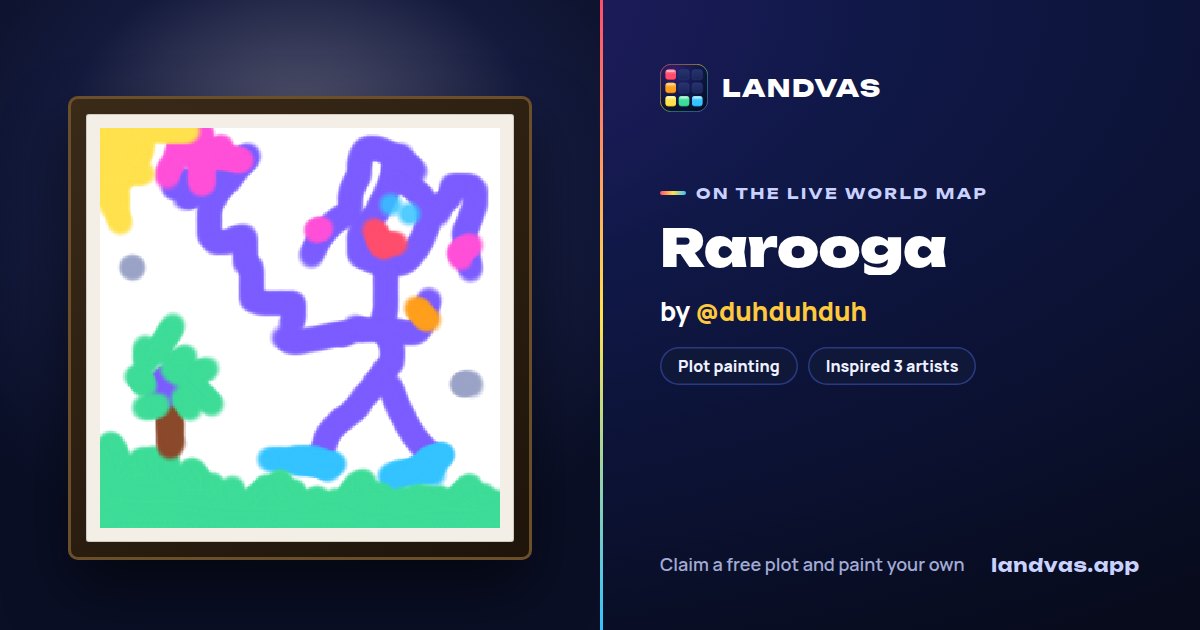 LANDVAS
ON THE LIVE WORLD MAP
Rarooga
by @duhduhduh
Plot painting
Inspired 3 artists
Claim a free plot and paint your own
landvas.app